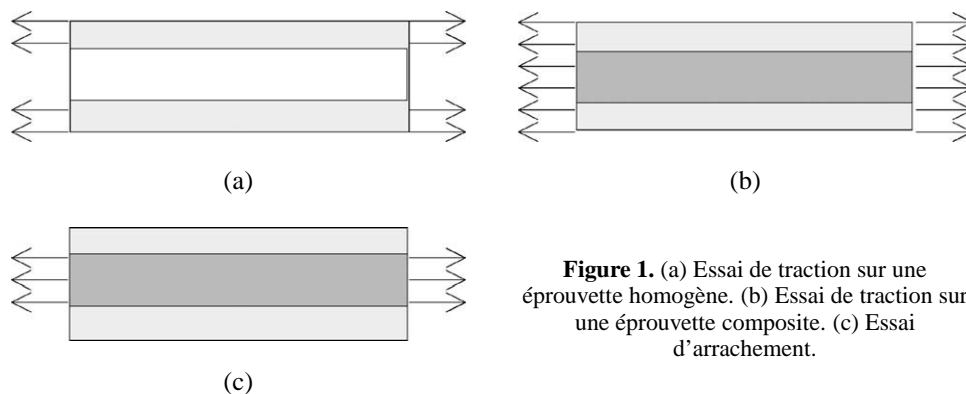 (a)
(b)
(c)
Figure 1. (a) Essai de traction sur une
éprouvette homogène. (b) Essai de traction sur
une éprouvette composite. (c) Essai
d'arrachement.